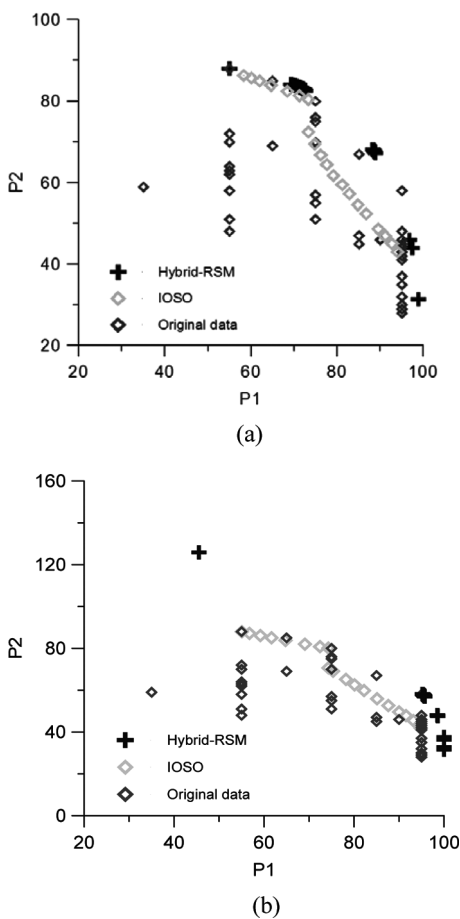 100
80
60
40
20
P2
Hybrid-RSM
IOSO
Original data
20 40 60 80 100
P1
(a)
160
120
80
40
0
P2
Hybrid-RSM
IOSO
Original data
20 40 60 80 100
P1
(b)